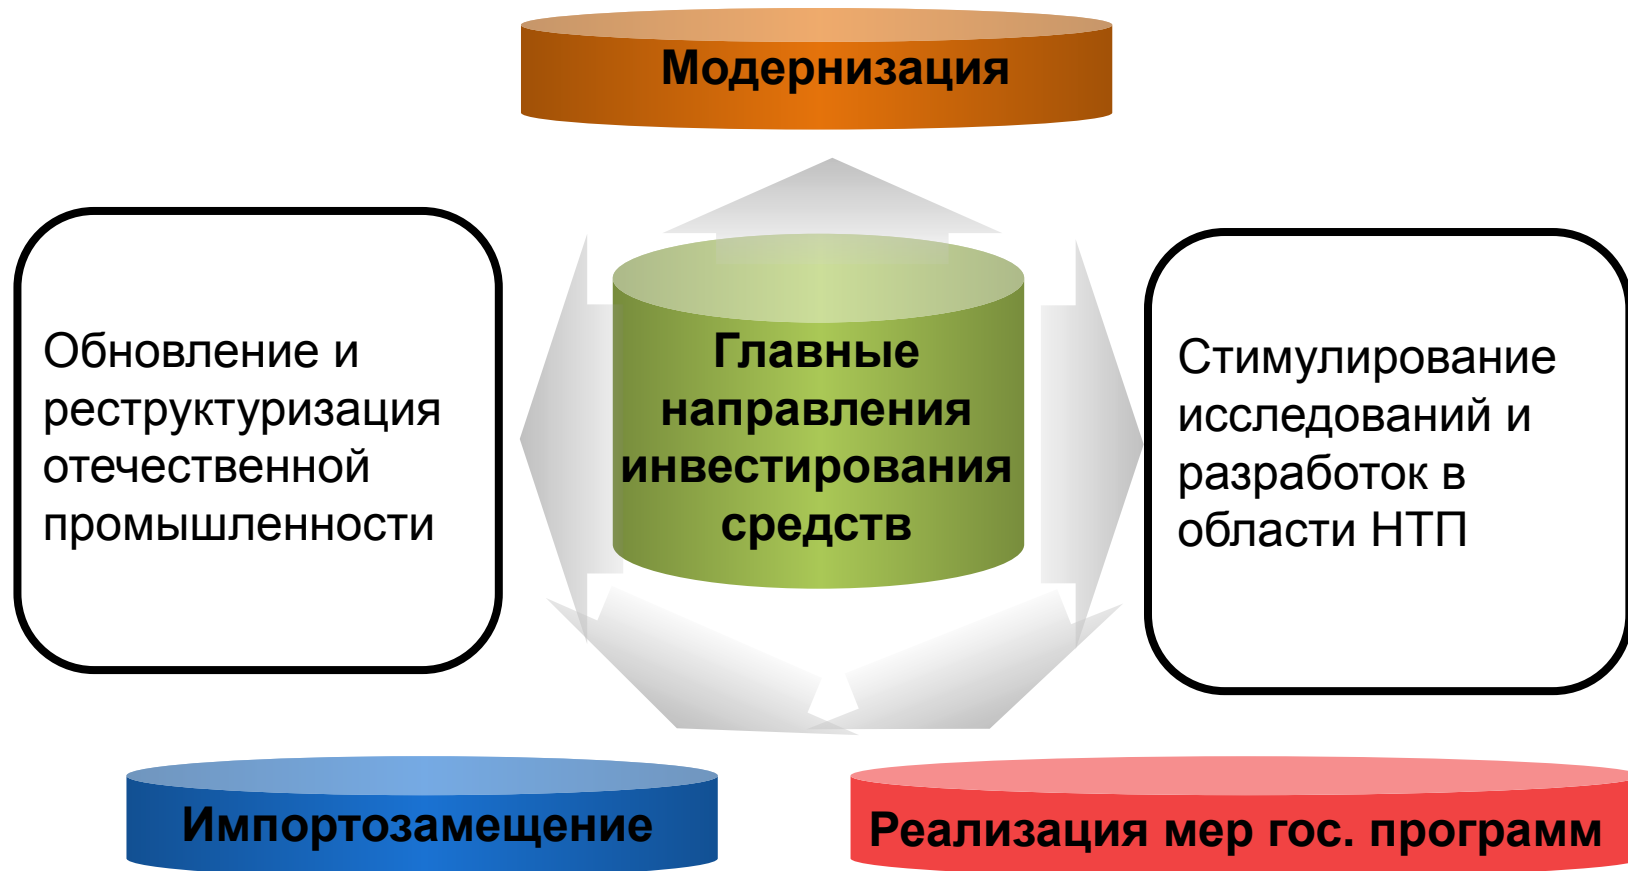 Модернизация
Обновление и
реструктуризация
отечественной
промышленности
Главные
направления
инвестирования
средств
Стимулирование
исследований и
разработок в
области НТП
Импортозамещение
Реализация мер гос. программ